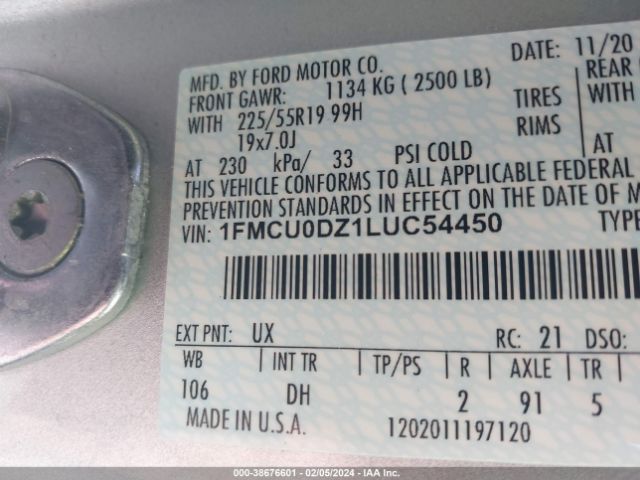 DATE: 11/20
MFD. BY FORD MOTOR CO.
FRONT GAWR: 1134 KG ( 2500 LB) REAR
WITH 225/55R19 99H TIRES WITH
19x7.0J RIMS
AT 230 kPa/ 33 PSI COLD AT
THIS VEHICLE CONFORMS TO ALL APPLICABLE FEDERAL
PREVENTION STANDARDS IN EFFECT ON THE DATE OF
VIN: 1FMCU0DZ1LUC54450 TYPE
EXT PNT: UX RC: 21 DSO:
WB INT TR TP/PS R AXLE TR
106 DH 2 91 5
MADE IN U.S.A. 1202011197120
000-38676601 - 02/05/2024 - IAA Inc.